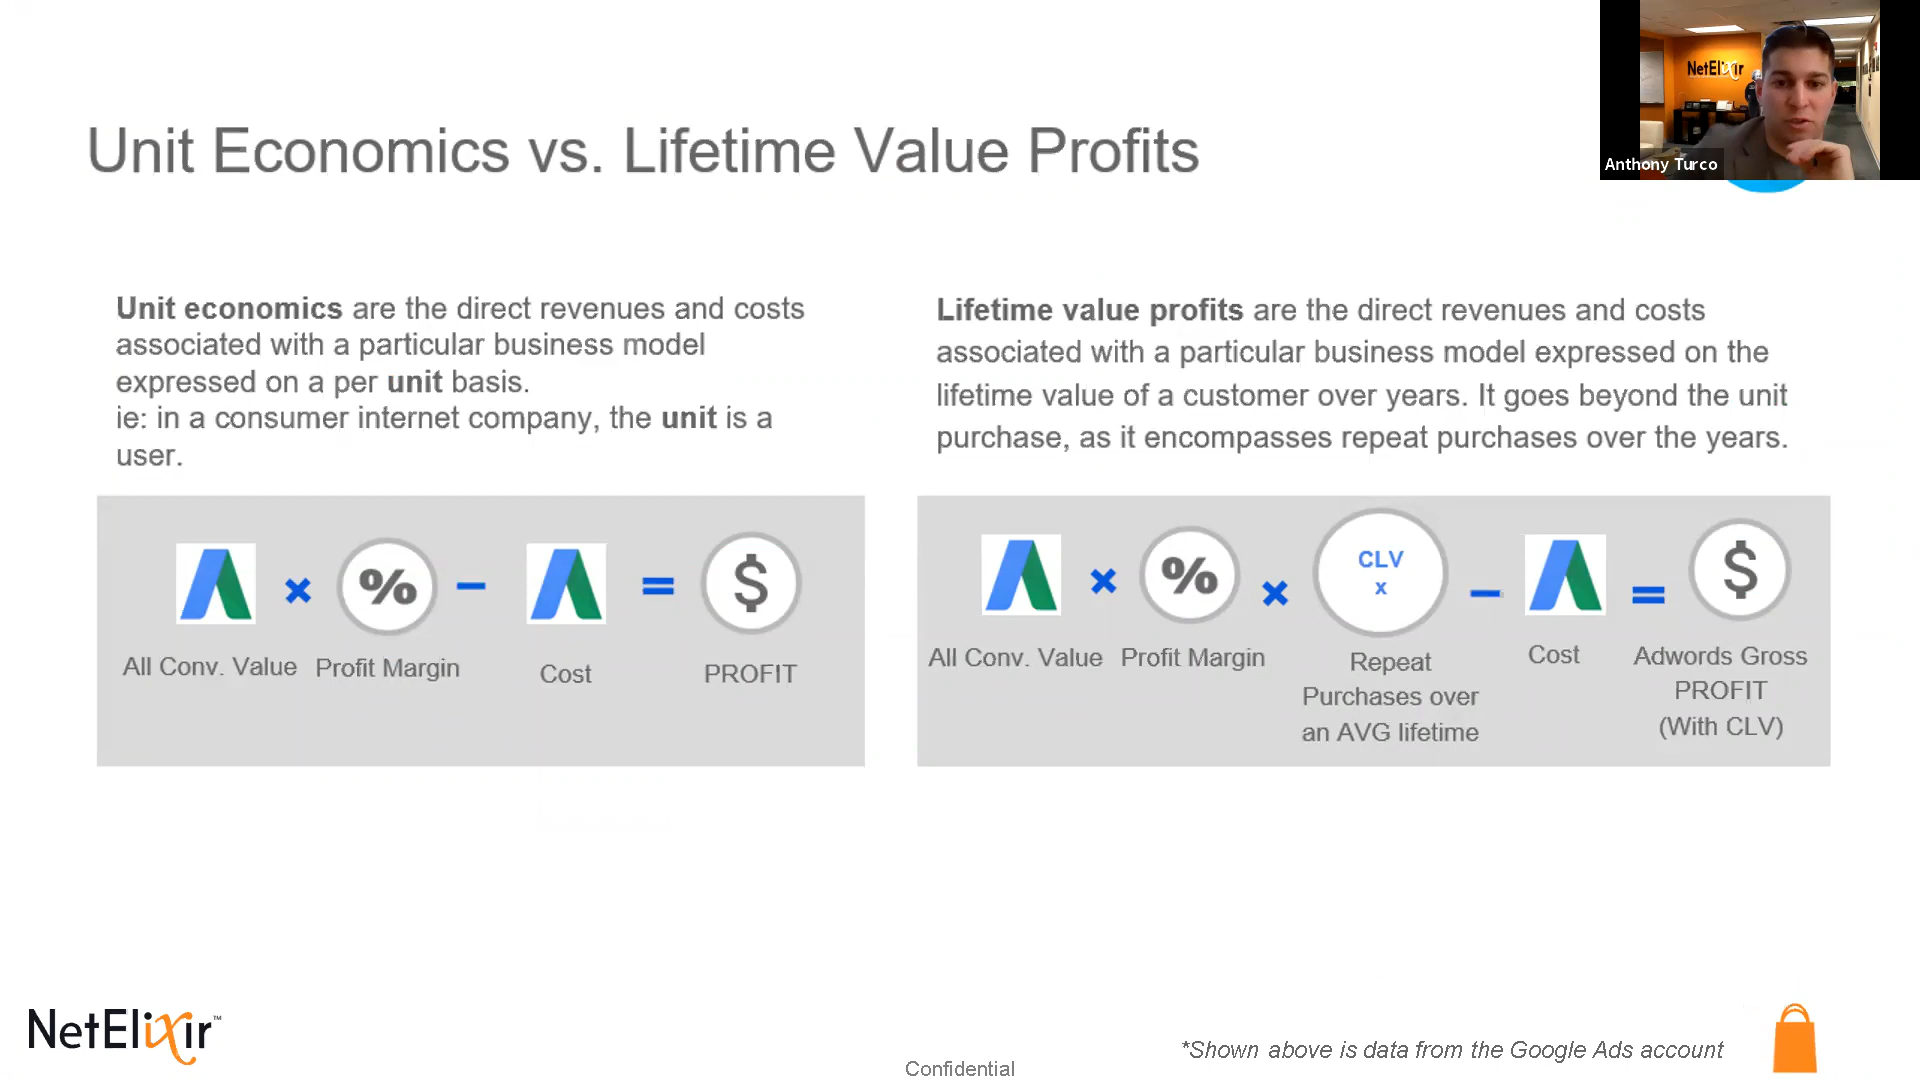 NetElixir
Anthony Turco
Unit Economics vs. Lifetime Value Profits
Unit economics are the direct revenues and costs
associated with a particular business model
expressed on a per unit basis.
ie: in a consumer internet company, the unit is a
user.
Lifetime value profits are the direct revenues and costs
associated with a particular business model expressed on the
lifetime value of a customer over years. It goes beyond the unit
purchase, as it encompasses repeat purchases over the years.
× % − = $
All Conv. Value Profit Margin Cost PROFIT
× % × CLV x − = $
All Conv. Value Profit Margin Repeat Cost Adwords Gross
Purchases over PROFIT
an AVG lifetime (With CLV)
NetElixir™
Confidential
*Shown above is data from the Google Ads account